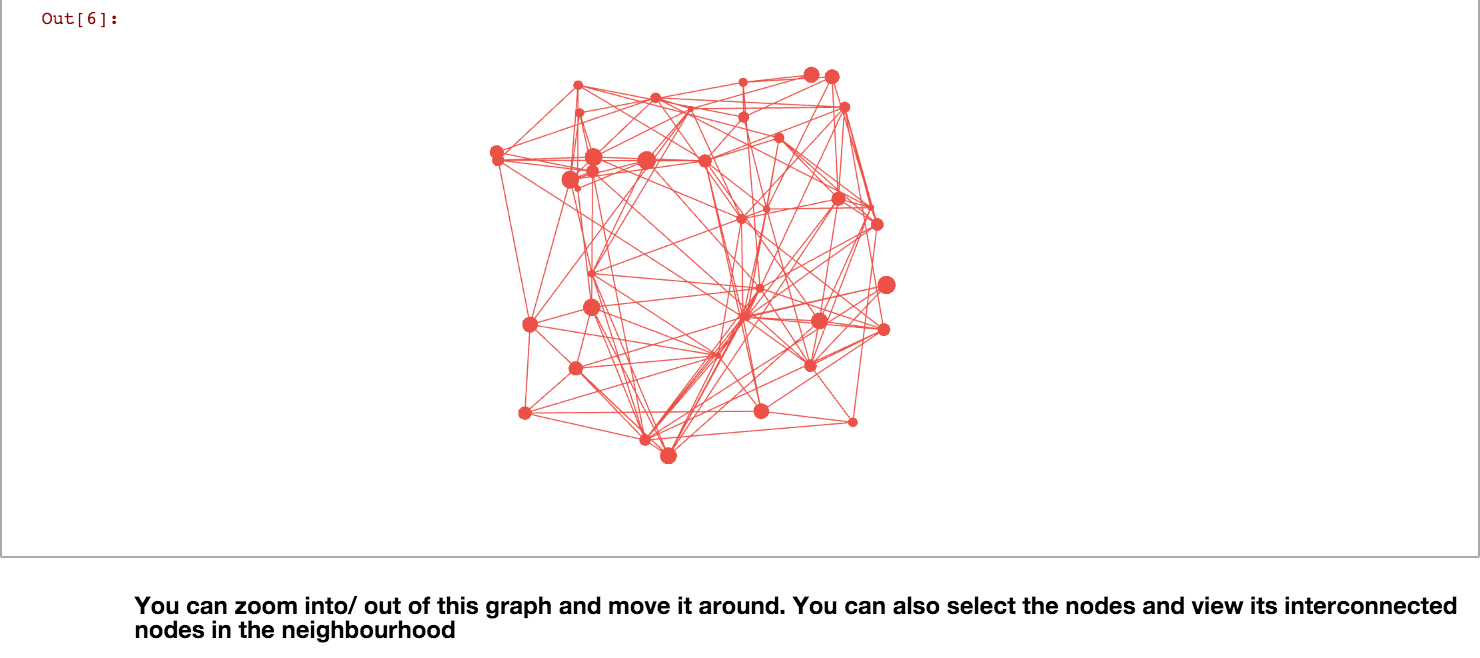 Out[6]:
You can zoom into/ out of this graph and move it around. You can also select the nodes and view its interconnected
nodes in the neighbourhood